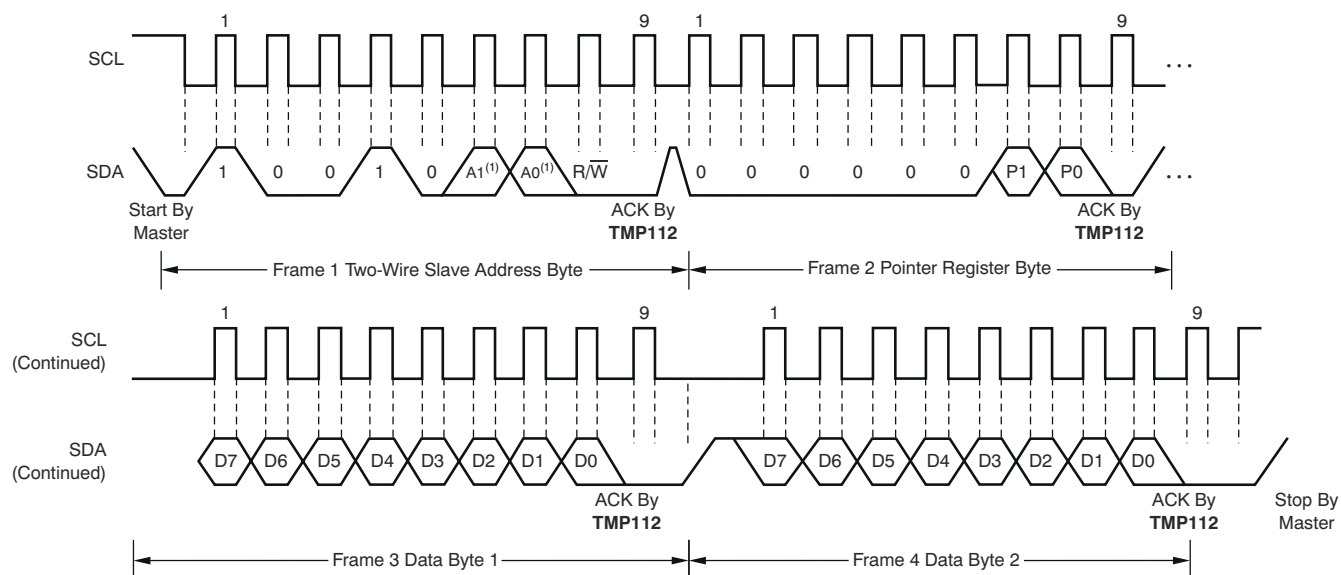 1 9 1 9
SCL ...
SDA 1 0 0 1 0 A1(1) A0(1) R/W 0 0 0 0 0 0 P1 P0 ...
Start By Master
ACK By TMP112
ACK By TMP112
Frame 1 Two-Wire Slave Address Byte Frame 2 Pointer Register Byte
1 9 1 9
SCL (Continued)
SDA (Continued) D7 D6 D5 D4 D3 D2 D1 D0 D7 D6 D5 D4 D3 D2 D1 D0
ACK By TMP112
ACK By TMP112
Stop By Master
Frame 3 Data Byte 1 Frame 4 Data Byte 2